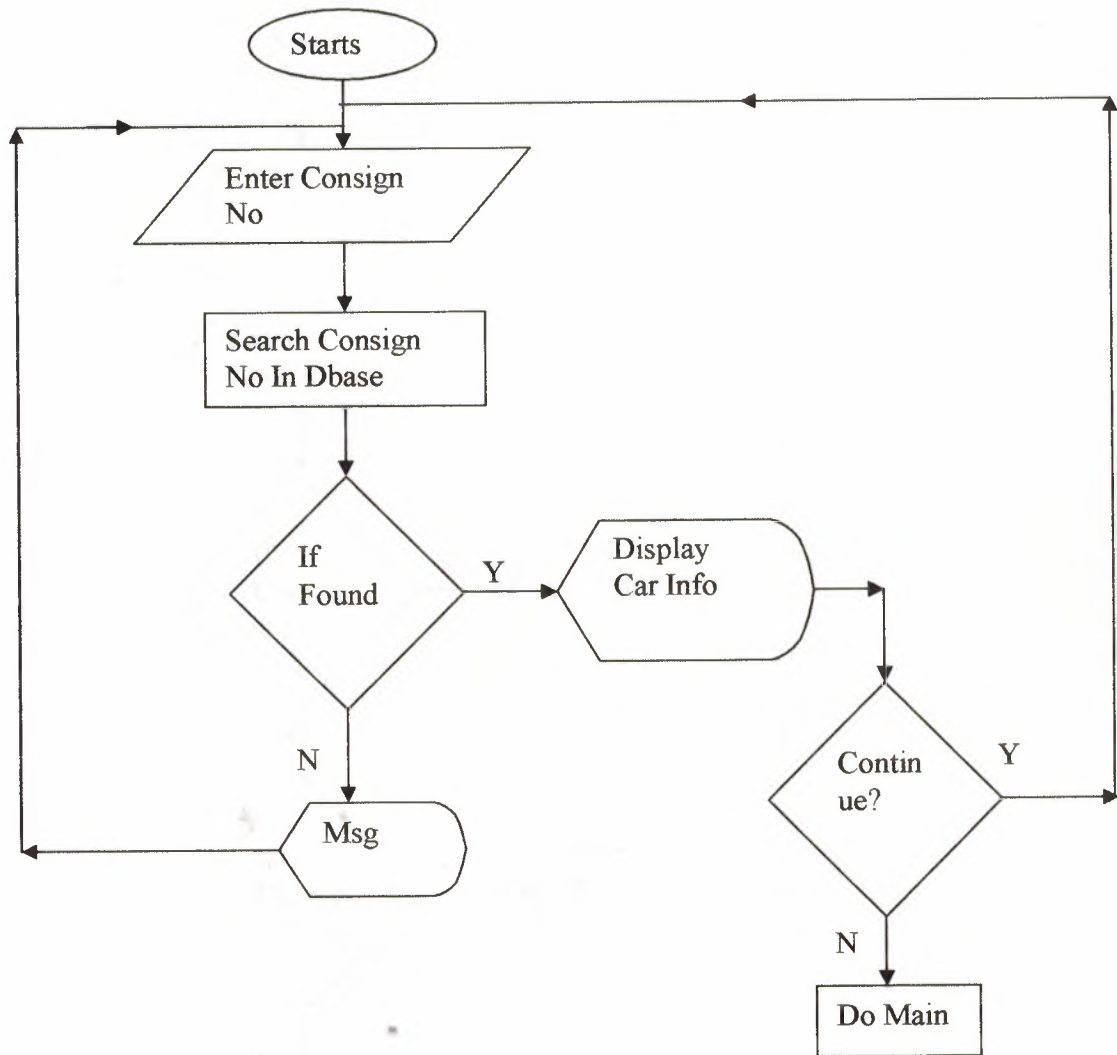 Starts
Enter Consign
No
Search Consign
No In Dbase
If
Found
Y
Display
Car Info
N
Msg
Contin
ue?
Y
N
Do Main